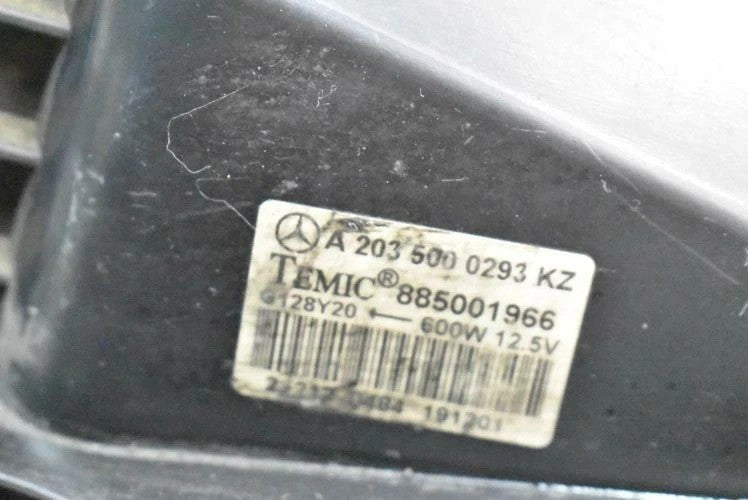 A 203 500 0293 KZ
TEMIC® 885001966
G128Y20 ← 600W 12.5V
0484 191201